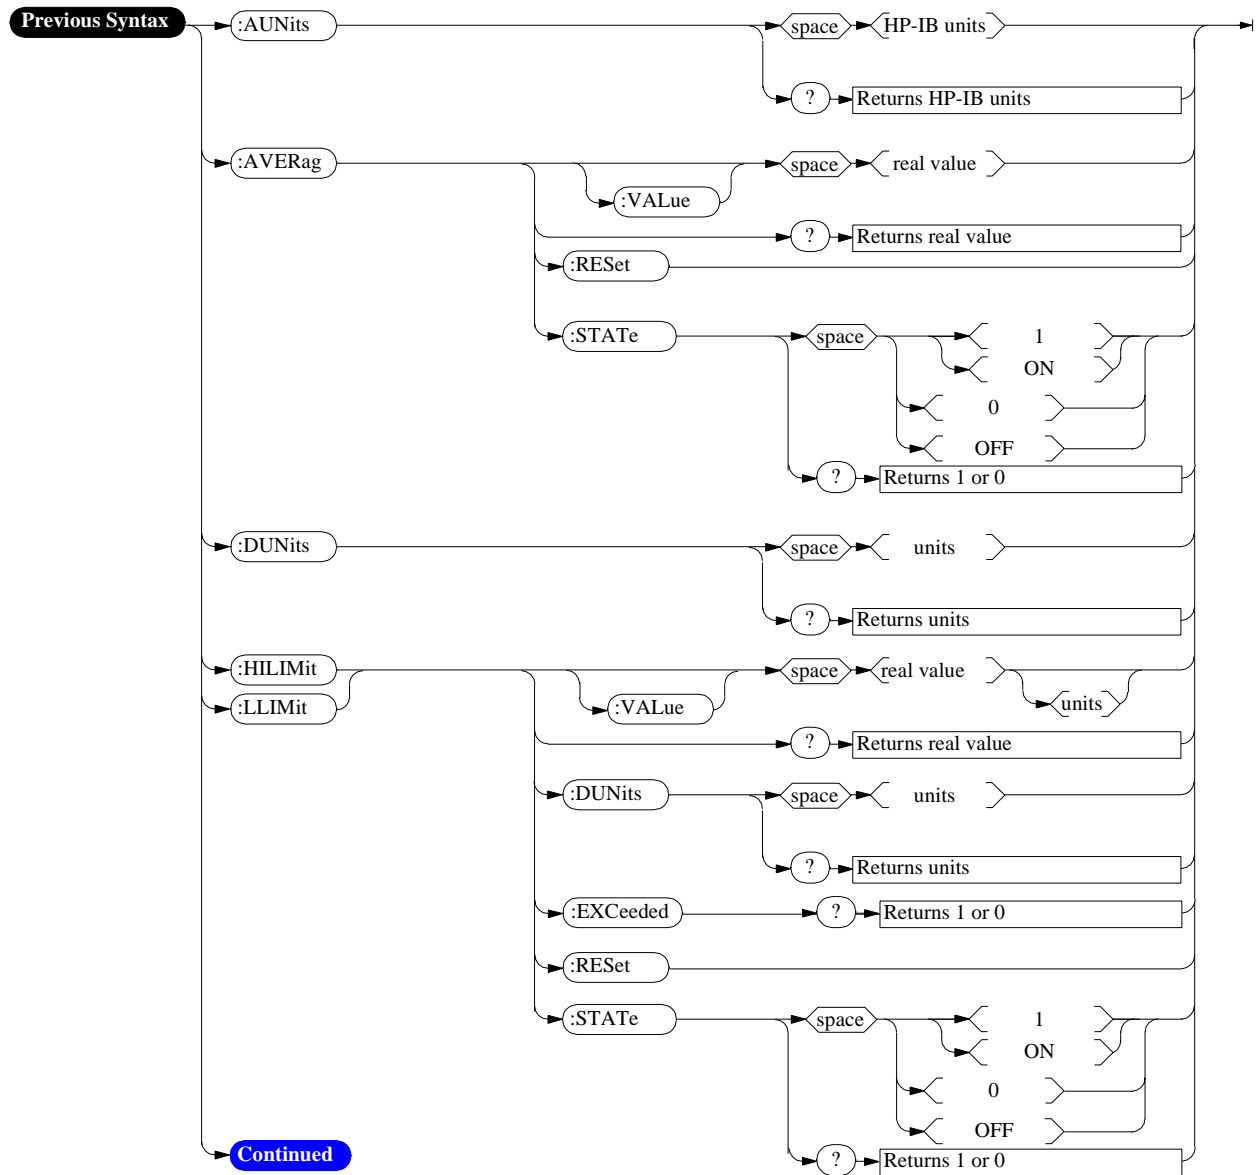 Previous Syntax :AUNits space HP-IB units
? Returns HP-IB units
:AVERag space real value
:VALue
? Returns real value
:RESet
:STATe space 1
ON
0
OFF
? Returns 1 or 0
:DUNits space units
? Returns units
:HILIMit space real value
:LLIMit :VALue units
? Returns real value
:DUNits space units
? Returns units
:EXCeeded ? Returns 1 or 0
:RESet
:STATe space 1
ON
0
OFF
Continued ? Returns 1 or 0